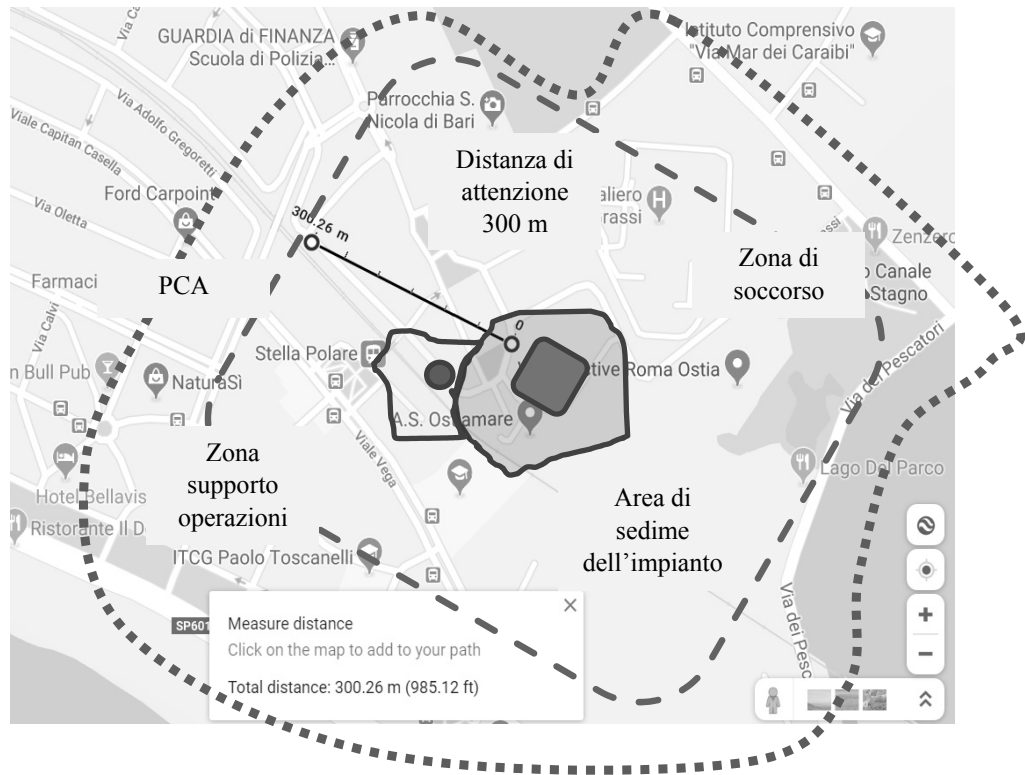 GUARDIA di FINANZA
Scuola di Polizia...
Istituto Comprensivo
"Via Mar dei Caraibi"
Via Adolfo Gregoretti
Parrocchia S.
Nicola di Bari
Viale Capitan Casella
Distanza di
attenzione
300 m
Ford Carpoint
aliero
rassi
H
Via Oletta
300.26 m
Zenzero
Zona di
soccorso
Canale
Stagno
Farmaci
PCA
Via Calvi
0
Stella Polare
n Bull Pub
NaturaSì
tive Roma Ostia
Via dei Pescatori
A.S. Ostiamare
Viale Vega
Zona
supporto
operazioni
Lago Del Parco
Hotel Bellavis
Ristorante Il D
Area di
sedime
dell'impianto
ITCG Paolo Toscanelli
Via dei Pesc
SP601
Measure distance
Click on the map to add to your path
Total distance: 300.26 m (985.12 ft)